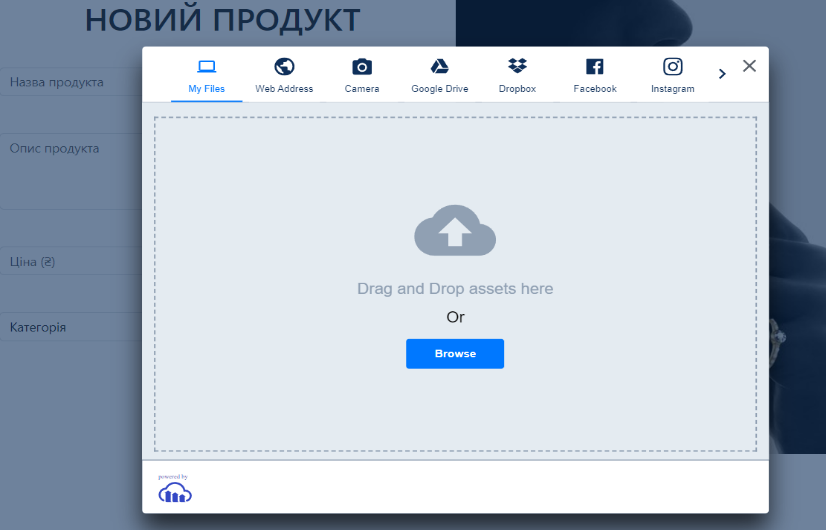 НОВИЙ ПРОДУКТ
Назва продукта
Опис продукта
Ціна (₴)
Категорія
My Files
Web Address
Camera
Google Drive
Dropbox
Facebook
Instagram
Drag and Drop assets here
Or
Browse
powered by